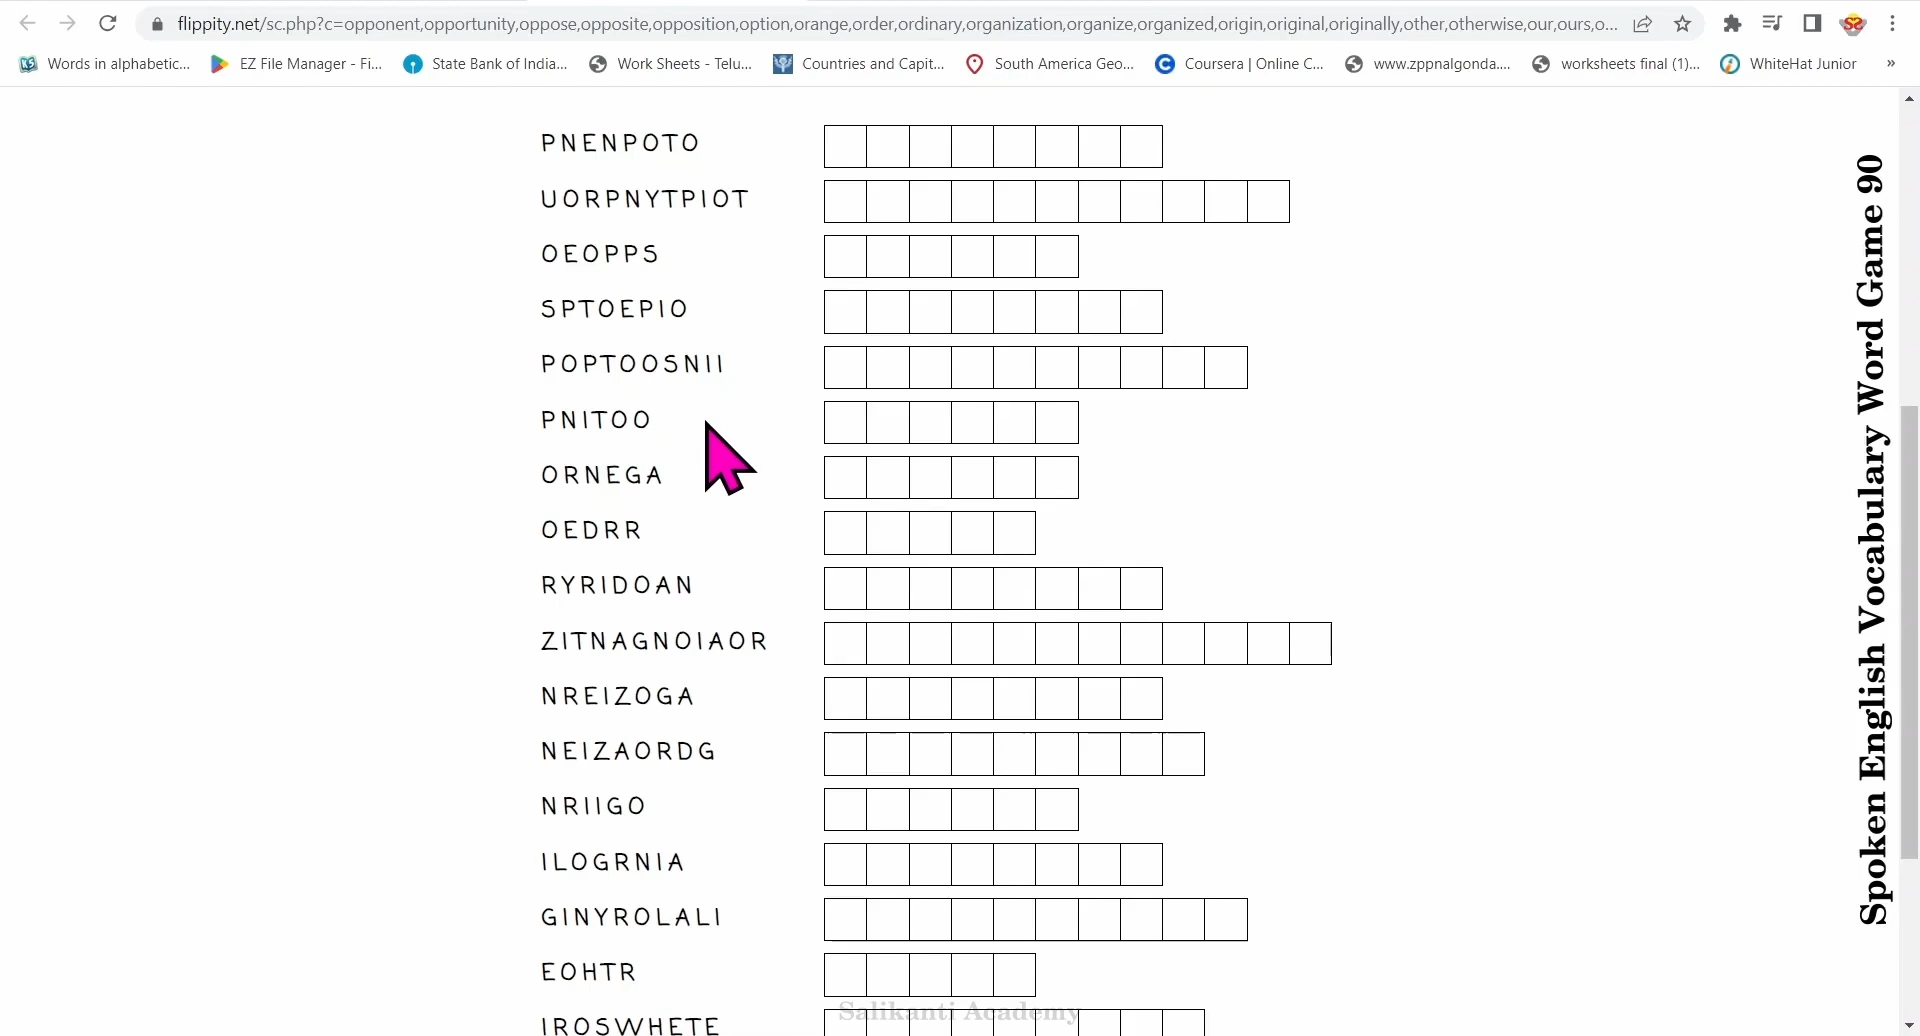 flippity.net/sc.php?c=opponent,opportunity,oppose,opposite,opposition,option,orange,order,ordinary,organization,organize,organized,origin,original,originally,other,otherwise,our,ours,o...
Words in alphabetic... EZ File Manager - Fi... State Bank of India... Work Sheets - Telu... Countries and Capit... South America Geo... Coursera | Online C... www.zppnalgonda.... worksheets final (1)... WhiteHat Junior »
PNENPOTO
UORPNYTPIOT
OEOPPS
SPTOEPIO
POPTOOSNII
PNITOO
ORNEGA
OEDRR
RYRIDOAN
ZITNAGNOIAOR
NREIZOGA
NEIZAORDG
NRIIGO
ILOGRNIA
GINYROLALI
EOHTR
IROSWHETE
Salikanti Academy
Spoken English Vocabulary Word Game 90